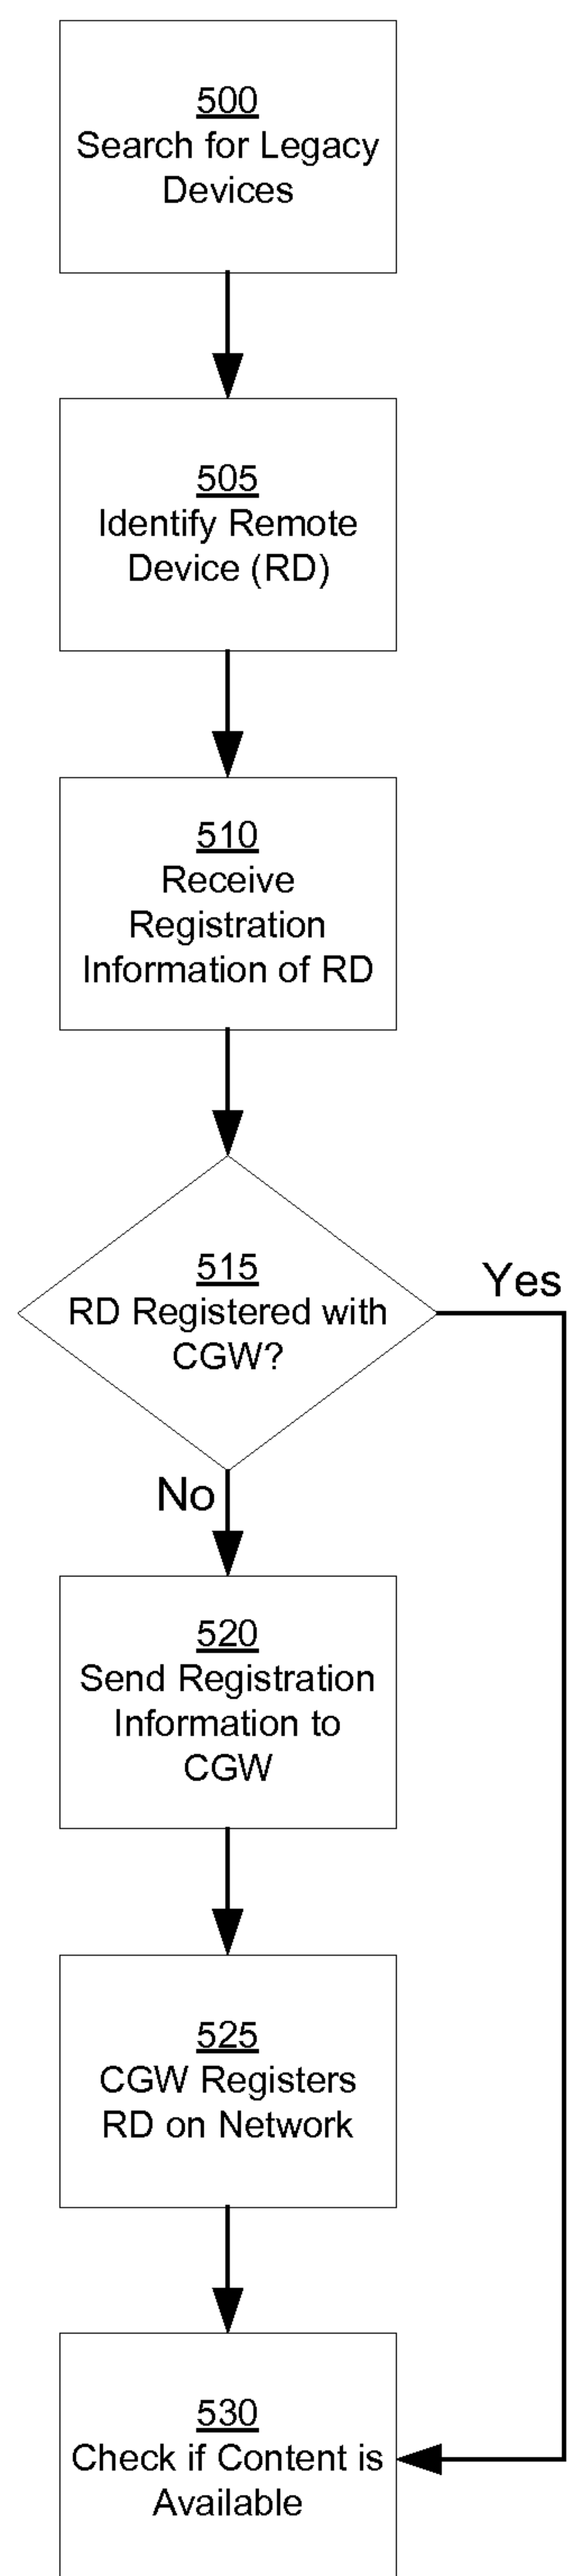 500
Search for Legacy
Devices
505
Identify Remote
Device (RD)
510
Receive
Registration
Information of RD
515
RD Registered with
CGW?
Yes
No
520
Send Registration
Information to
CGW
525
CGW Registers
RD on Network
530
Check if Content is
Available